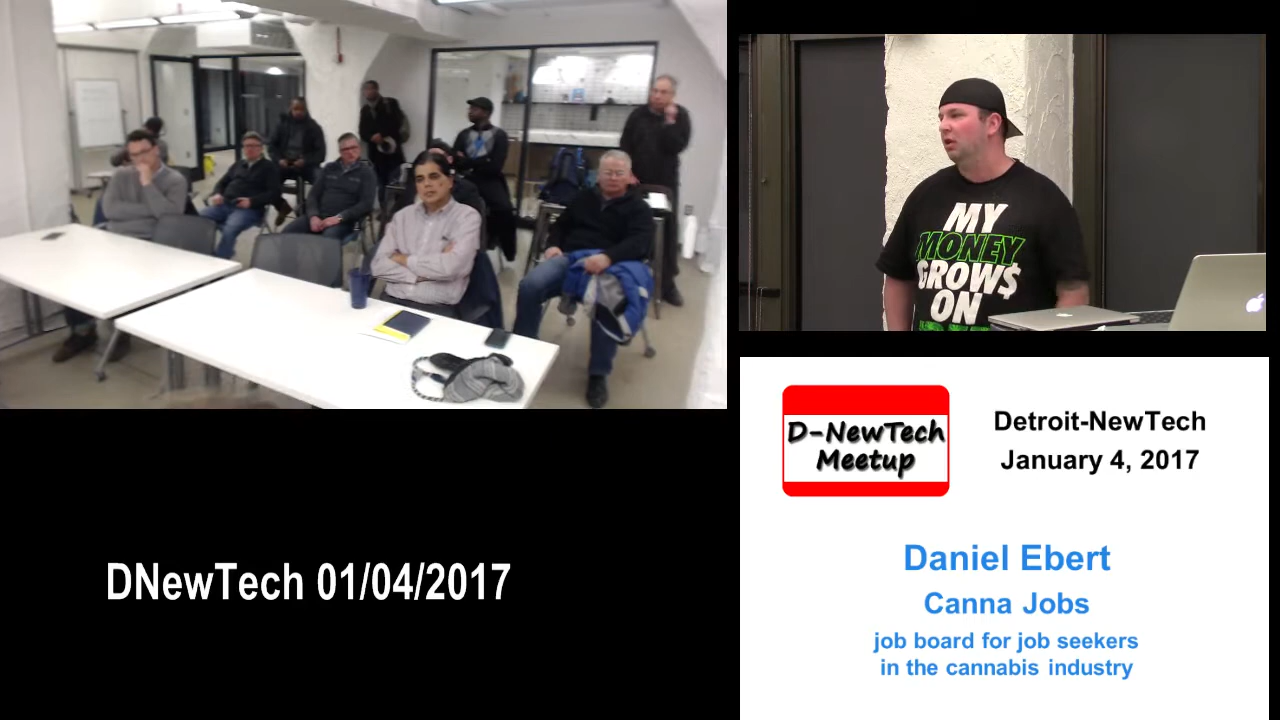 MY
MONEY
GROW$
ON
D-NewTech
Meetup
Detroit-NewTech
January 4, 2017
DNewTech 01/04/2017
Daniel Ebert
Canna Jobs
job board for job seekers
in the cannabis industry